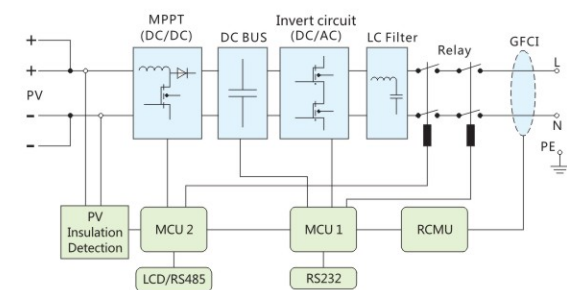 MPPT
(DC/DC)
DC BUS
Invert circuit
(DC/AC)
LC Filter
Relay
GFCI
+
+
PV
-
-
L
N
PE
PV
Insulation
Detection
MCU 2
MCU 1
RCMU
LCD/RS485
RS232